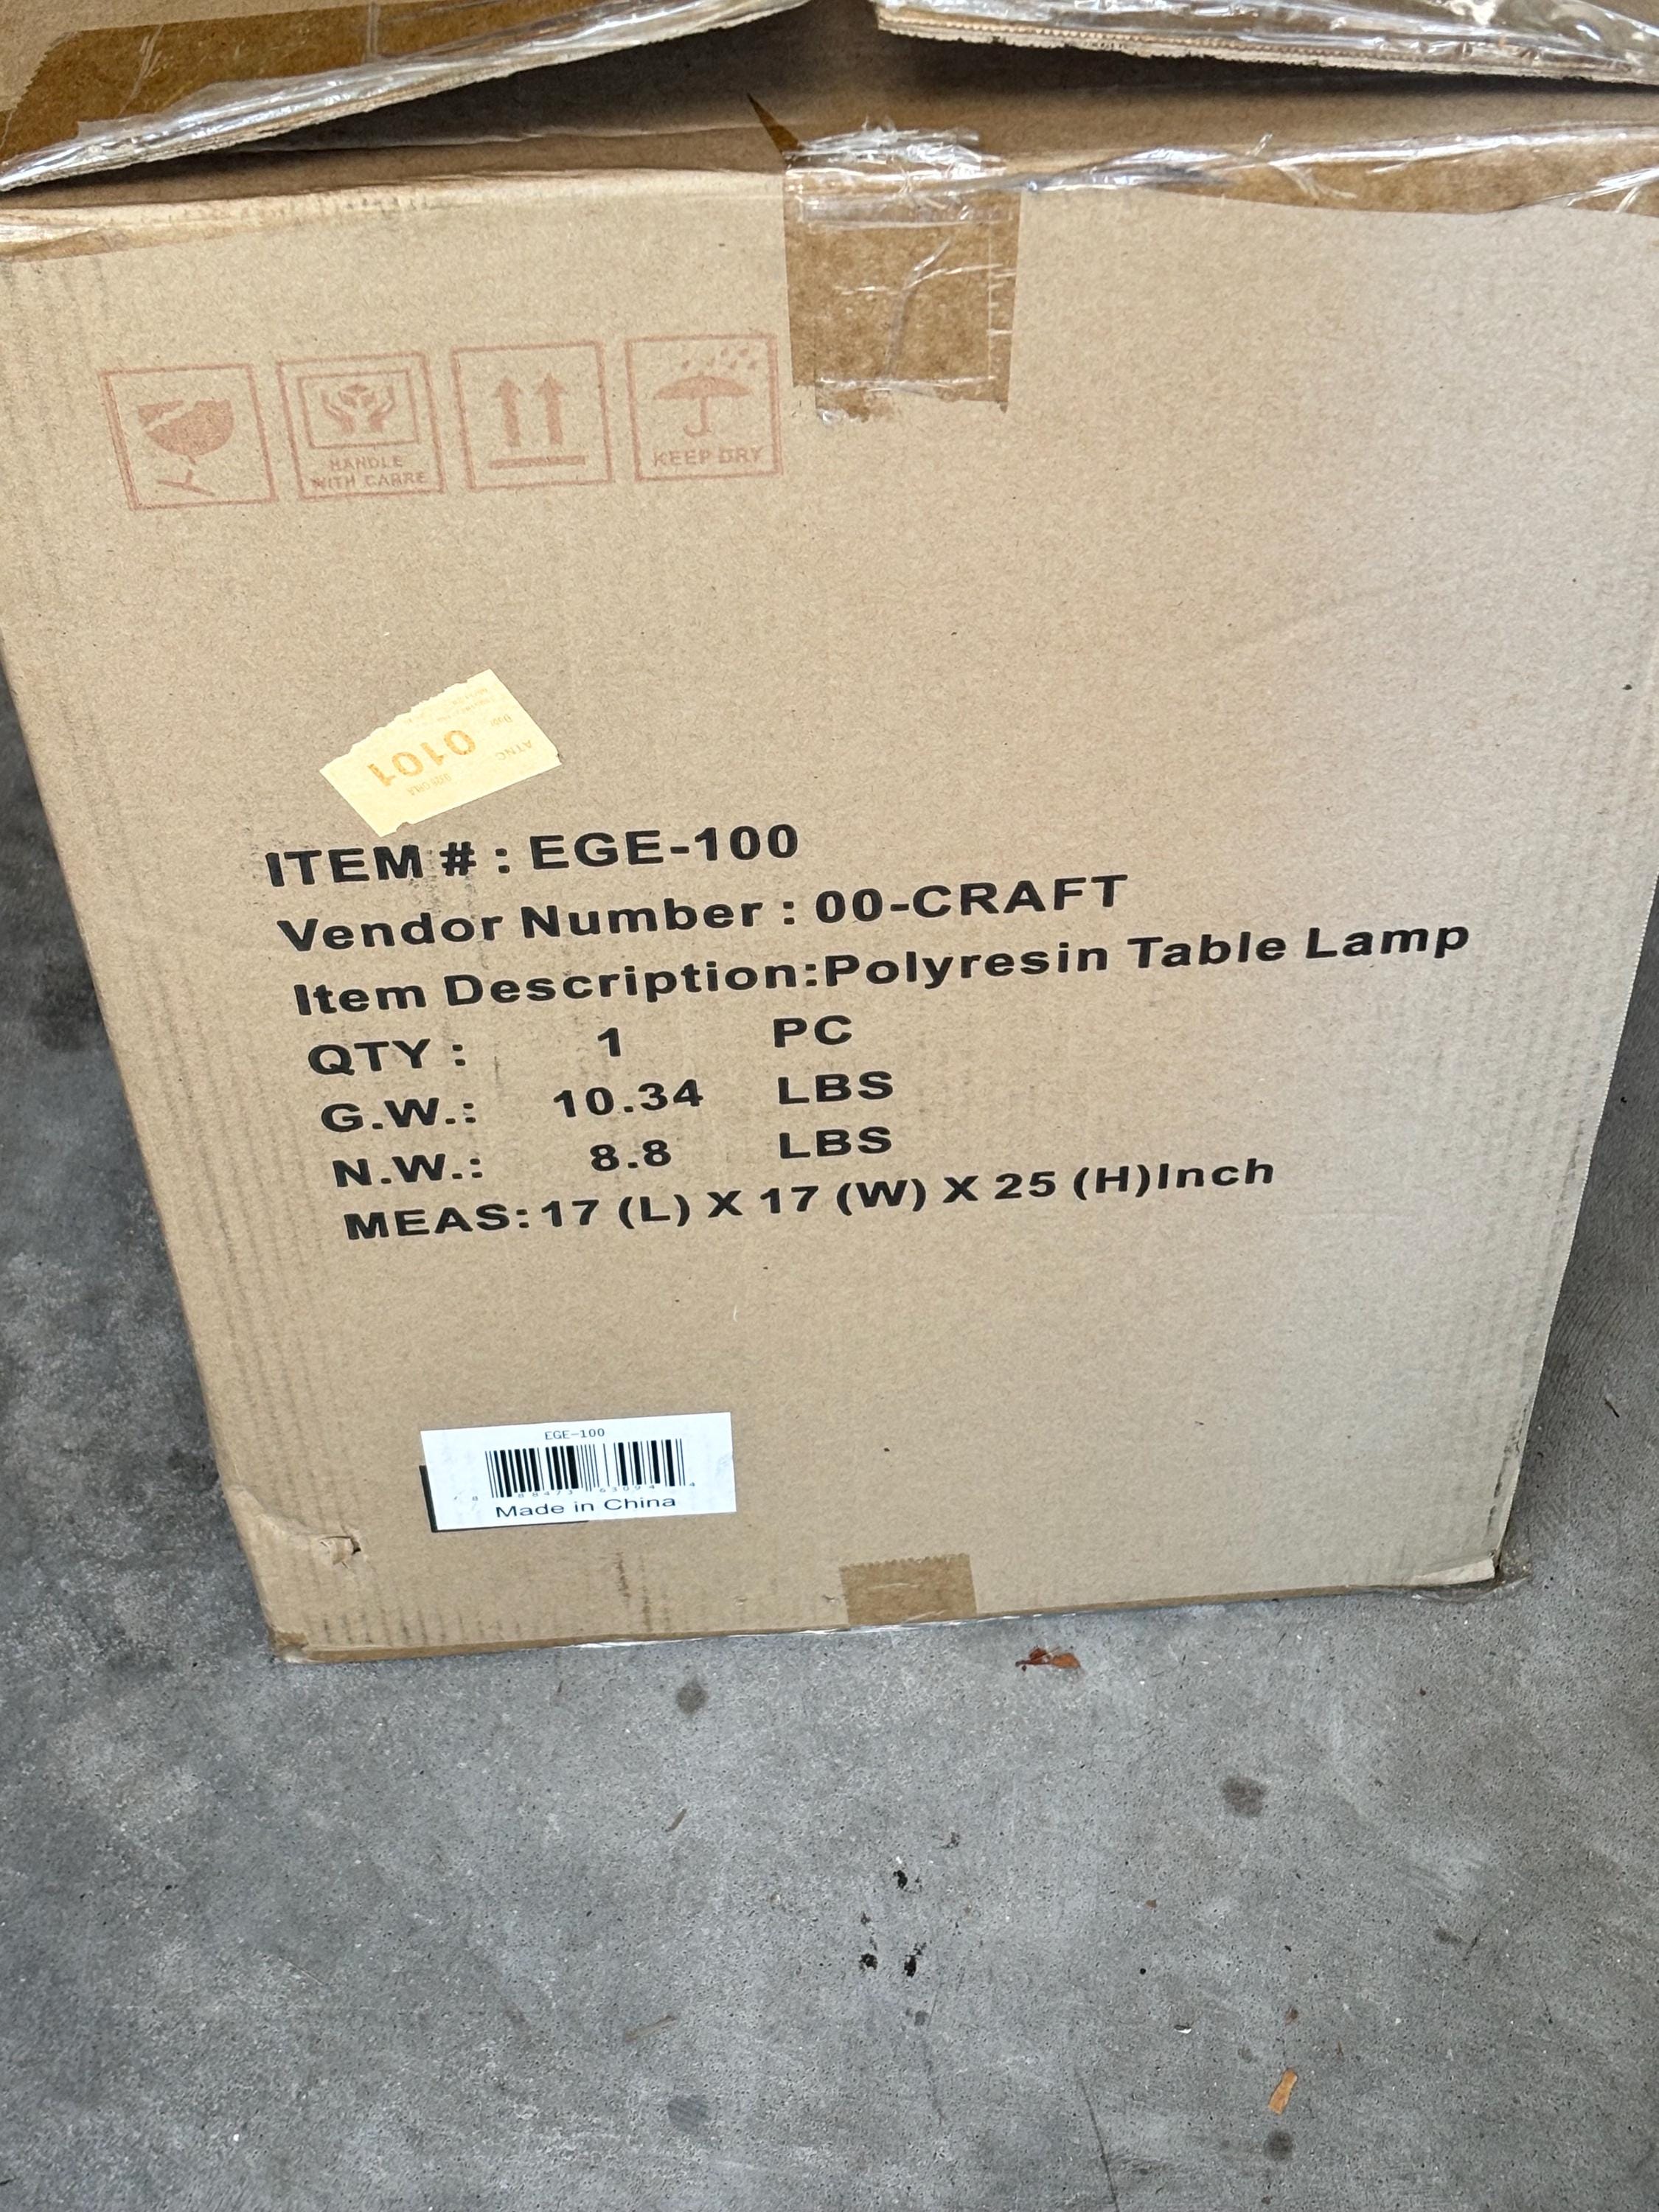 HANDLE
WITH CARRE
KEEP DRY
0101
ITEM # : EGE-100
Vendor Number : 00-CRAFT
Item Description:Polyresin Table Lamp
QTY : 1 PC
G.W.: 10.34 LBS
N.W.: 8.8 LBS
MEAS: 17 (L) X 17 (W) X 25 (H)Inch
EGE-100
Made in China